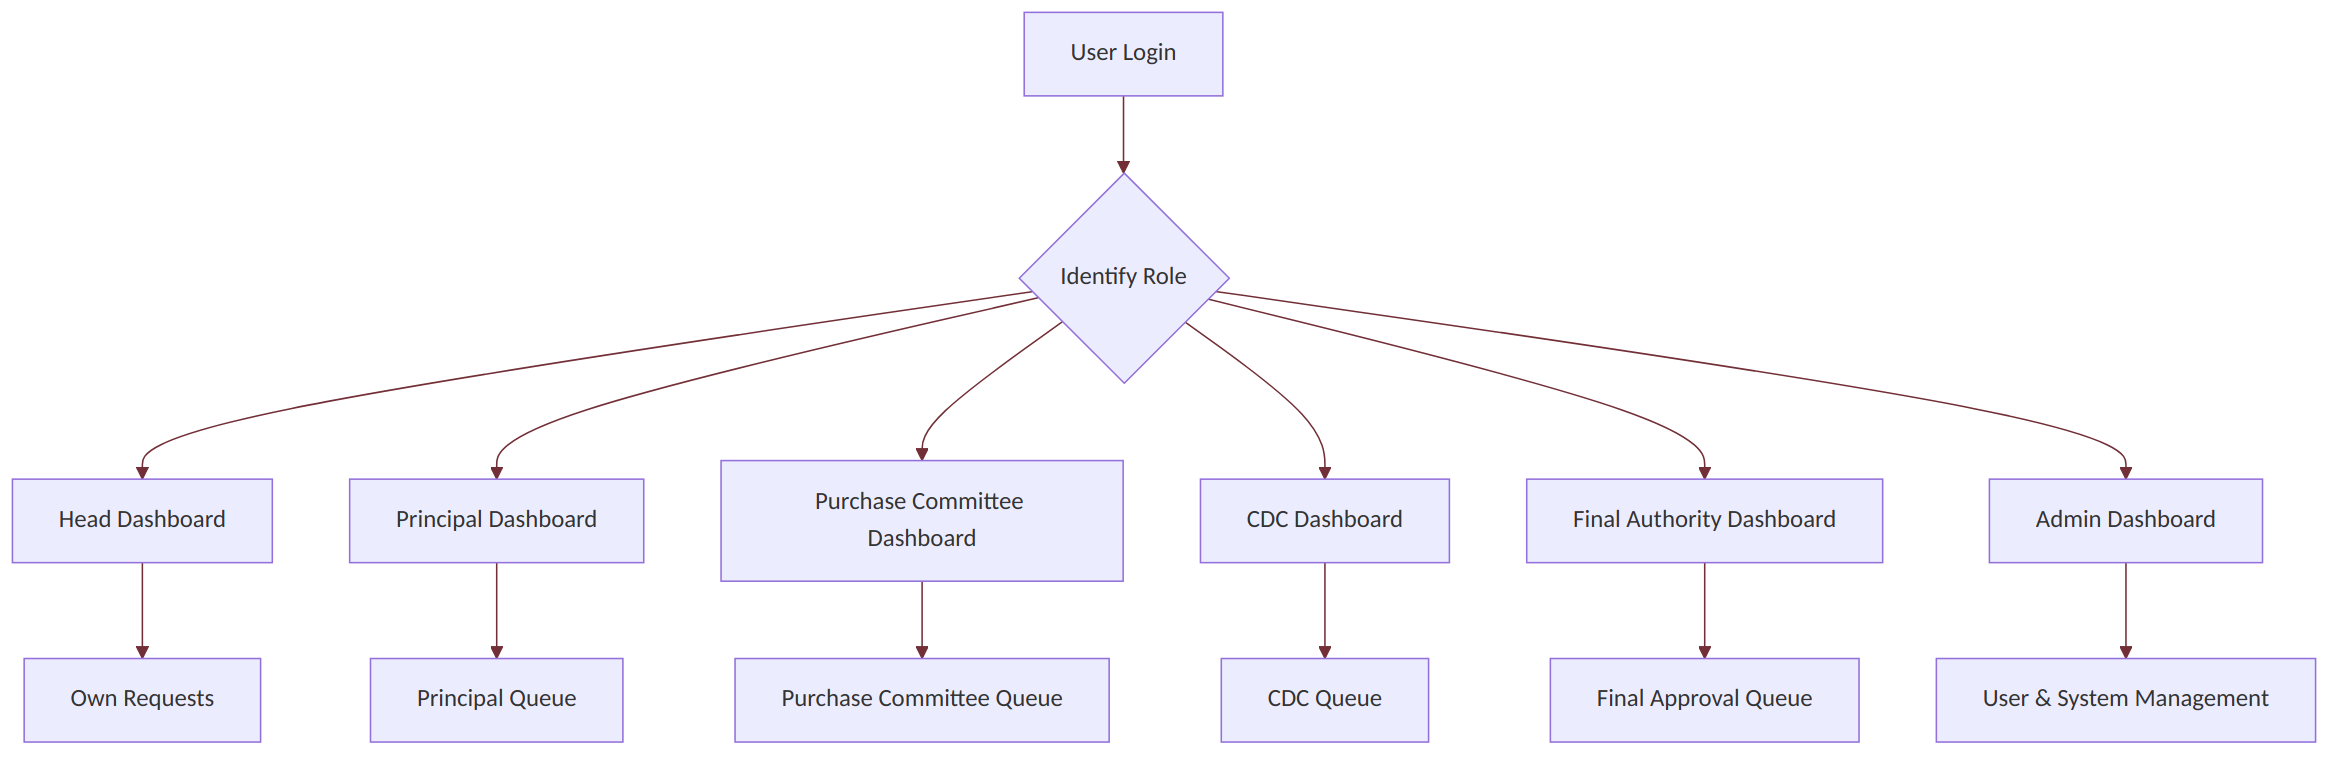 User Login
Identify Role
Head Dashboard
Principal Dashboard
Purchase Committee
Dashboard
CDC Dashboard
Final Authority Dashboard
Admin Dashboard
Own Requests
Principal Queue
Purchase Committee Queue
CDC Queue
Final Approval Queue
User & System Management